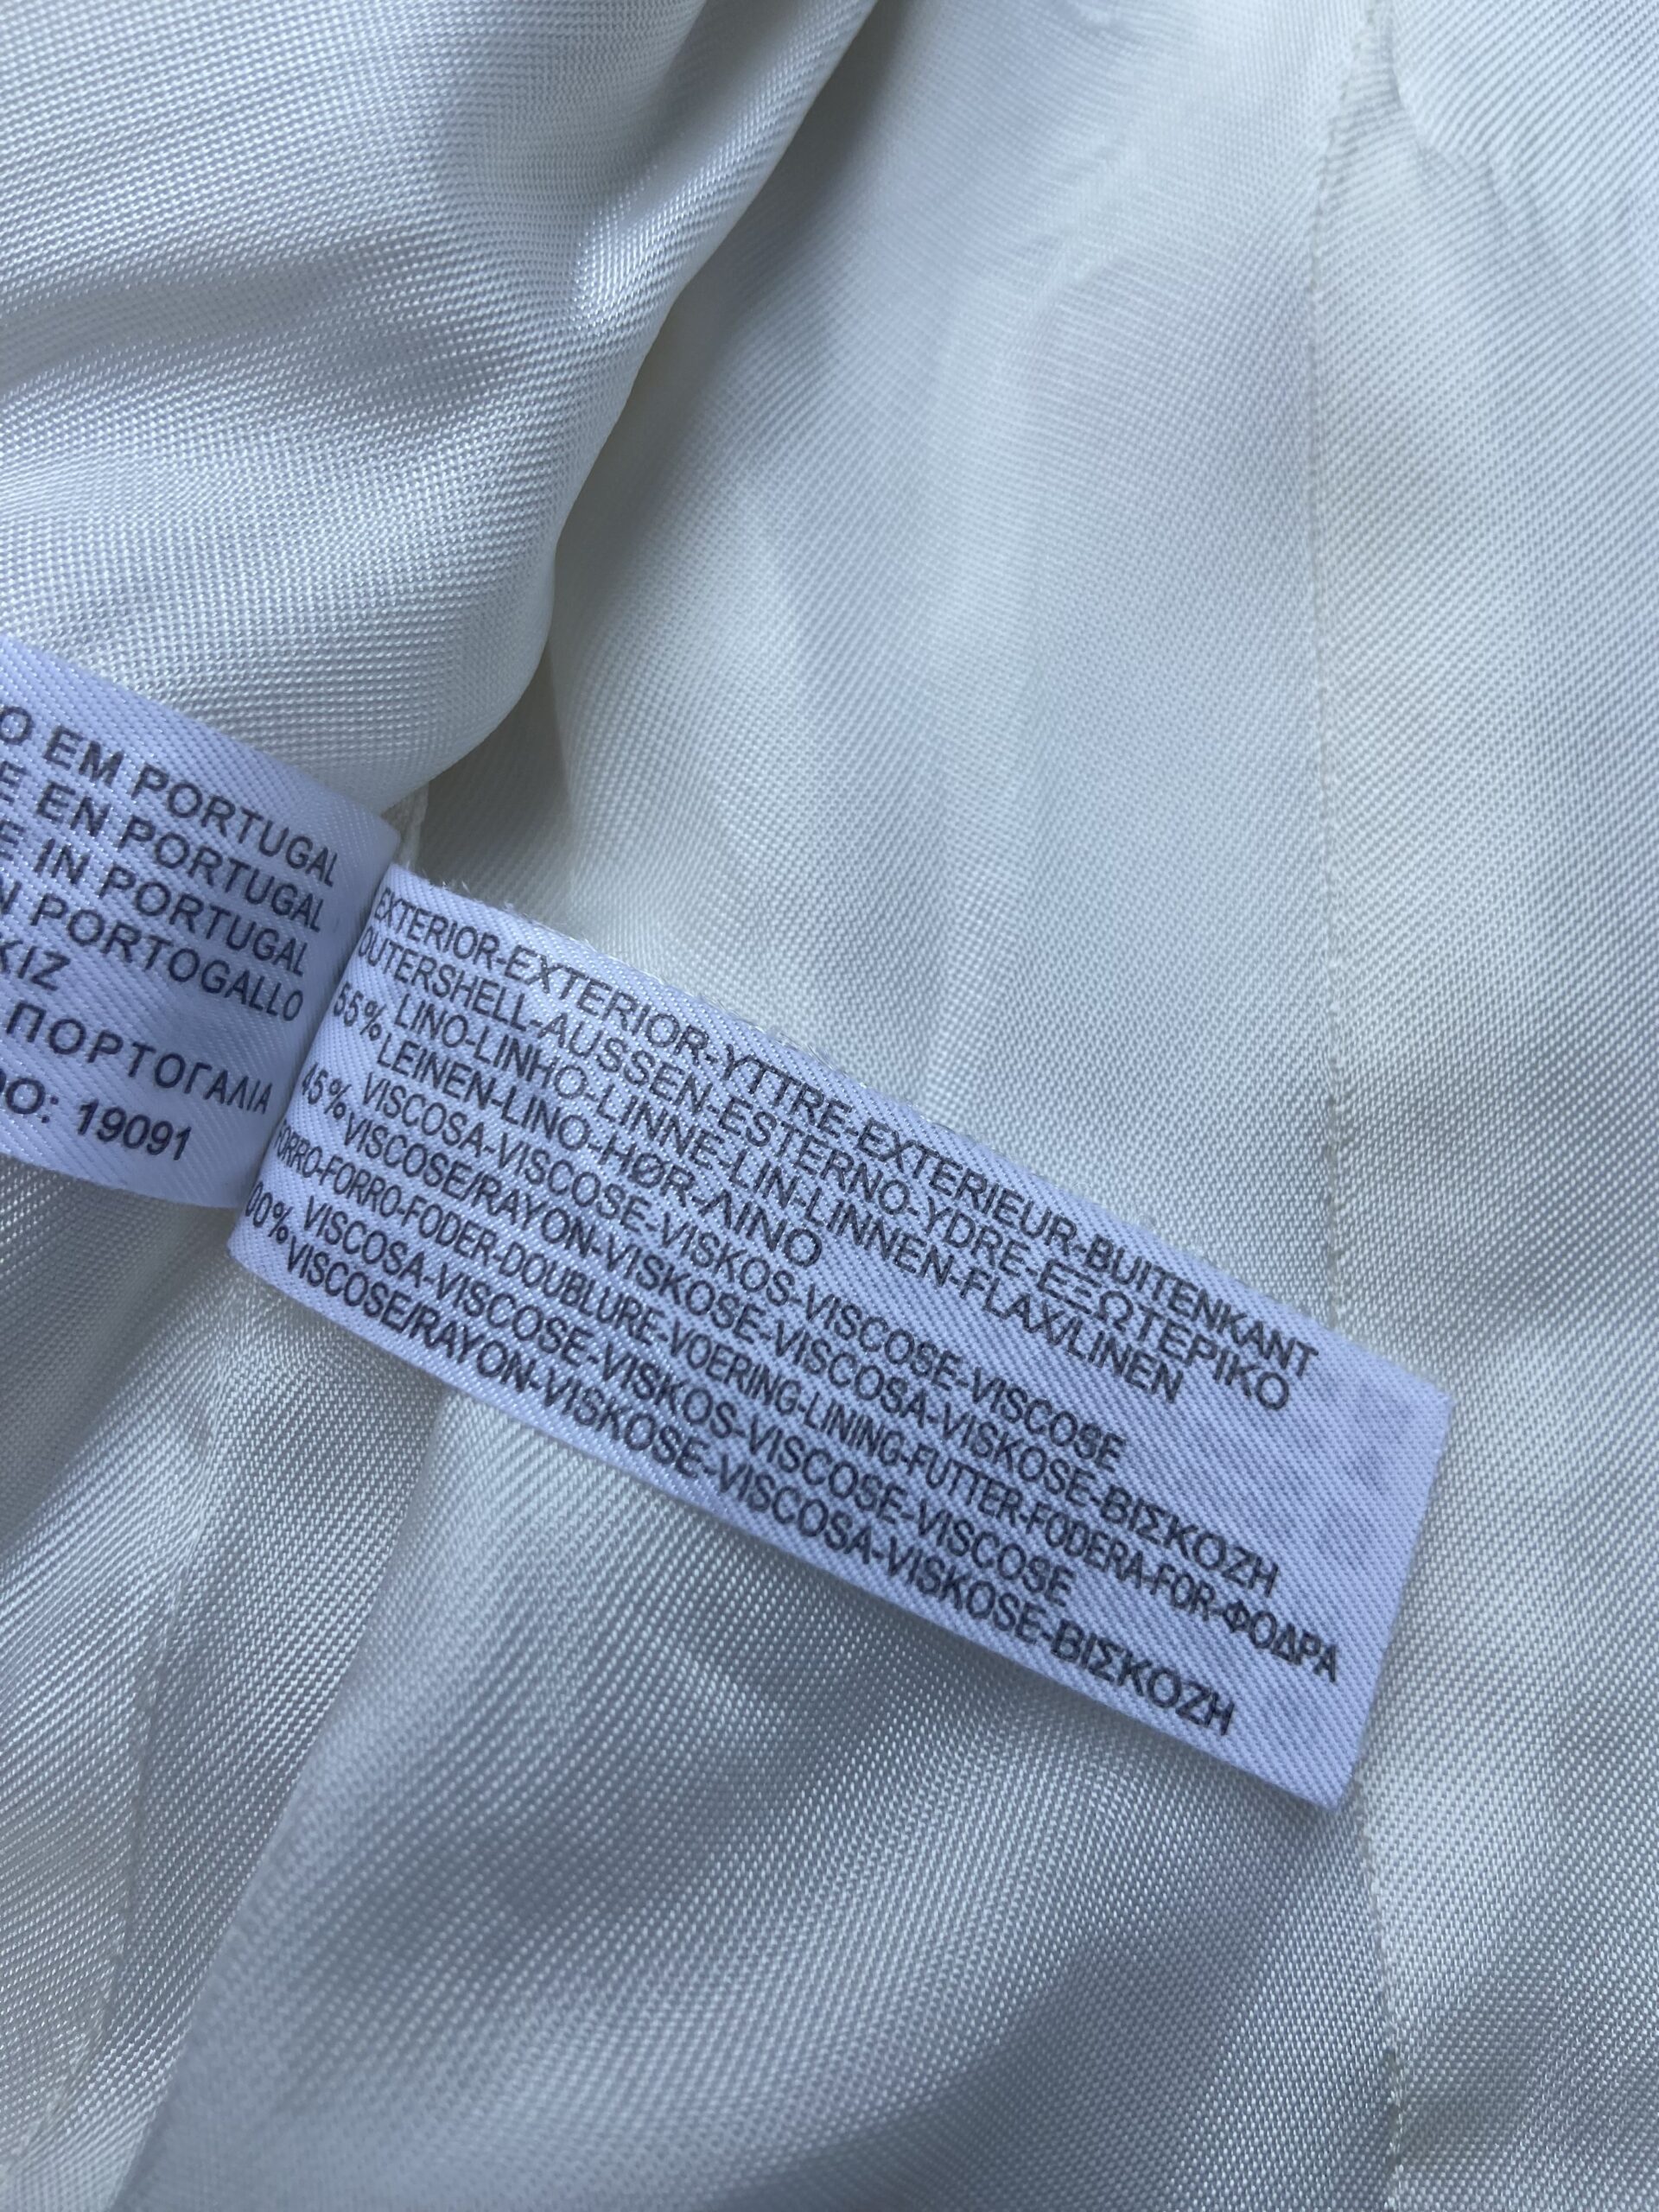 EM PORTUGAL
EN PORTUGAL
IN PORTUGAL
PORTOGALLO
ΠΟΡΤΟΓΑΛΙΑ
19091
EXTERIOR-EXTERIOR-YTTRE-EXTERIEUR-BUITENKANT
OUTERSHELL-AUSSEN-ESTERNO-YDRE-ΕΞΩΤΕΡΙΚΟ
55% LINO-LINHO-LINNE-LIN-LINNEN-FLAX/LINEN
LEINEN-LINO-HØR-ΛΙΝΟ
45% VISCOSA-VISCOSE-VISKOS-VISCOSE-VISCOSE
VISCOSE/RAYON-VISKOSE-VISCOSA-VISKOSE-ΒΙΣΚΟΖΗ
FORRO-FORRO-FODER-DOUBLURE-VOERING-LINING-FUTTER-FODERA-FOR-ΦΟΔΡΑ
00% VISCOSA-VISCOSE-VISKOS-VISCOSE-VISCOSE
VISCOSE/RAYON-VISKOSE-VISCOSA-VISKOSE-ΒΙΣΚΟΖΗ